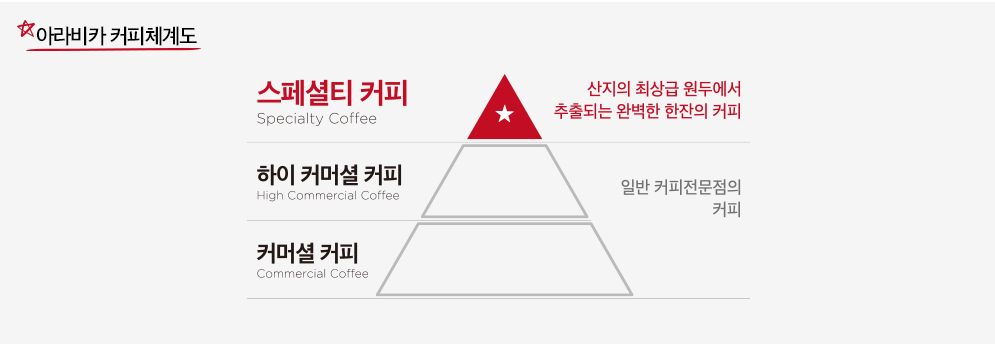 아라비카 커피체계도
스페셜티 커피
Specialty Coffee
산지의 최상급 원두에서
추출되는 완벽한 한잔의 커피
하이 커머셜 커피
High Commercial Coffee
일반 커피전문점의
커피
커머셜 커피
Commercial Coffee